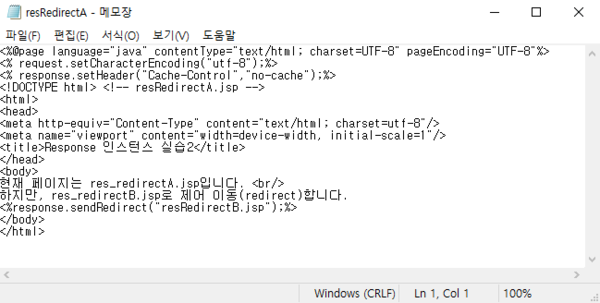 resRedirectA - 메모장
파일(F) 편집(E) 서식(O) 보기(V) 도움말
<%@page language="java" contentType="text/html; charset=UTF-8" pageEncoding="UTF-8"%>
<% request.setCharacterEncoding("utf-8");%>
<% response.setHeader("Cache-Control","no-cache");%>
<!DOCTYPE html> <!-- resRedirectA.jsp -->
<html>
<head>
<meta http-equiv="Content-Type" content="text/html; charset=utf-8"/>
<meta name="viewport" content="width=device-width, initial-scale=1"/>
<title>Response 인스턴스 실습2</title>
</head>
<body>
현재 페이지는 res_redirectA.jsp입니다. <br/>
하지만, res_redirectB.jsp로 제어 이동(redirect)합니다.
<%response.sendRedirect("resRedirectB.jsp");%>
</body>
</html>
Windows (CRLF) Ln 1, Col 1 100%